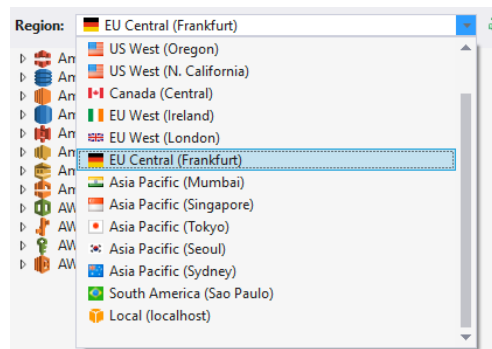 Region: EU Central (Frankfurt)
US West (Oregon)
US West (N. California)
Canada (Central)
EU West (Ireland)
EU West (London)
EU Central (Frankfurt)
Asia Pacific (Mumbai)
Asia Pacific (Singapore)
Asia Pacific (Tokyo)
Asia Pacific (Seoul)
Asia Pacific (Sydney)
South America (Sao Paulo)
Local (localhost)